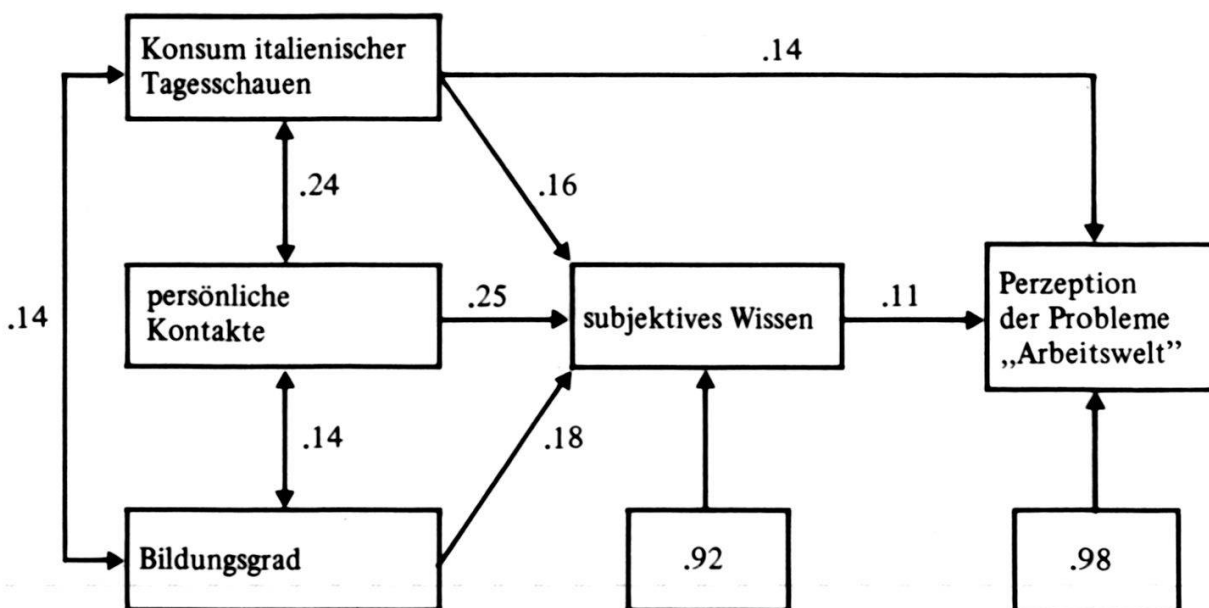 Konsum italienischer
Tagesschauen
.14
.24
.16
.14
persönliche
Kontakte
.25
subjektives Wissen
.11
Perzeption
der Probleme
„Arbeitswelt”
.14
.18
Bildungsgrad
.92
.98